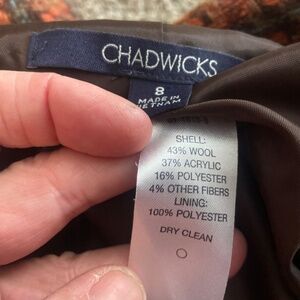 CHADWICKS
8
MADE IN
VIETNAM
SHELL:
43% WOOL
37% ACRYLIC
16% POLYESTER
4% OTHER FIBERS
LINING:
100% POLYESTER
DRY CLEAN